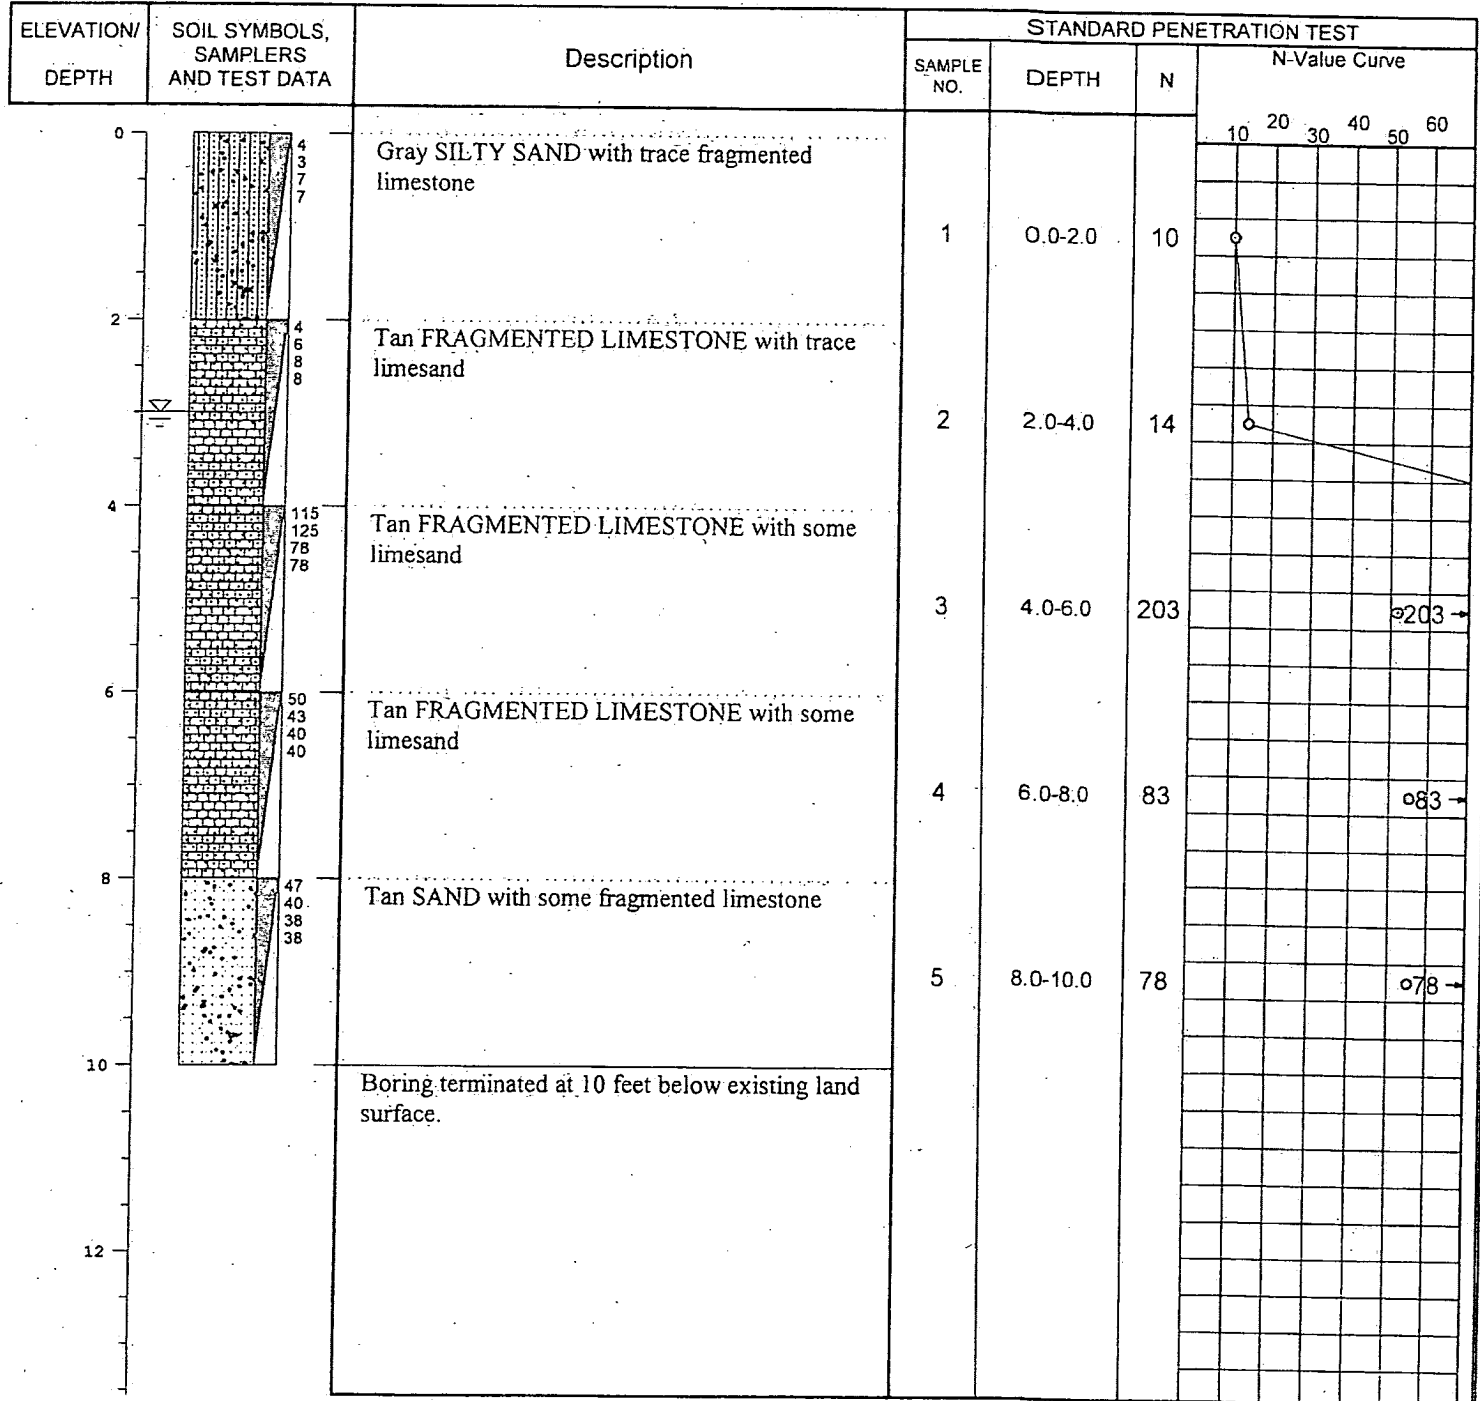 ELEVATION/
DEPTH
SOIL SYMBOLS,
SAMPLERS
AND TEST DATA
Description
STANDARD PENETRATION TEST
SAMPLE
NO.
DEPTH
N
N-Value Curve
10 20 30 40 50 60
0
4
3
7
7
Gray SILTY SAND with trace fragmented
limestone
1 0.0-2.0 10
2
4
6
8
8
Tan FRAGMENTED LIMESTONE with trace
limesand
2 2.0-4.0 14
4
115
125
78
78
Tan FRAGMENTED LIMESTONE with some
limesand
3 4.0-6.0 203 203
6
50
43
40
40
Tan FRAGMENTED LIMESTONE with some
limesand
4 6.0-8.0 83 83
8
47
40
38
38
Tan SAND with some fragmented limestone
5 8.0-10.0 78 78
10
Boring terminated at 10 feet below existing land
surface.
12